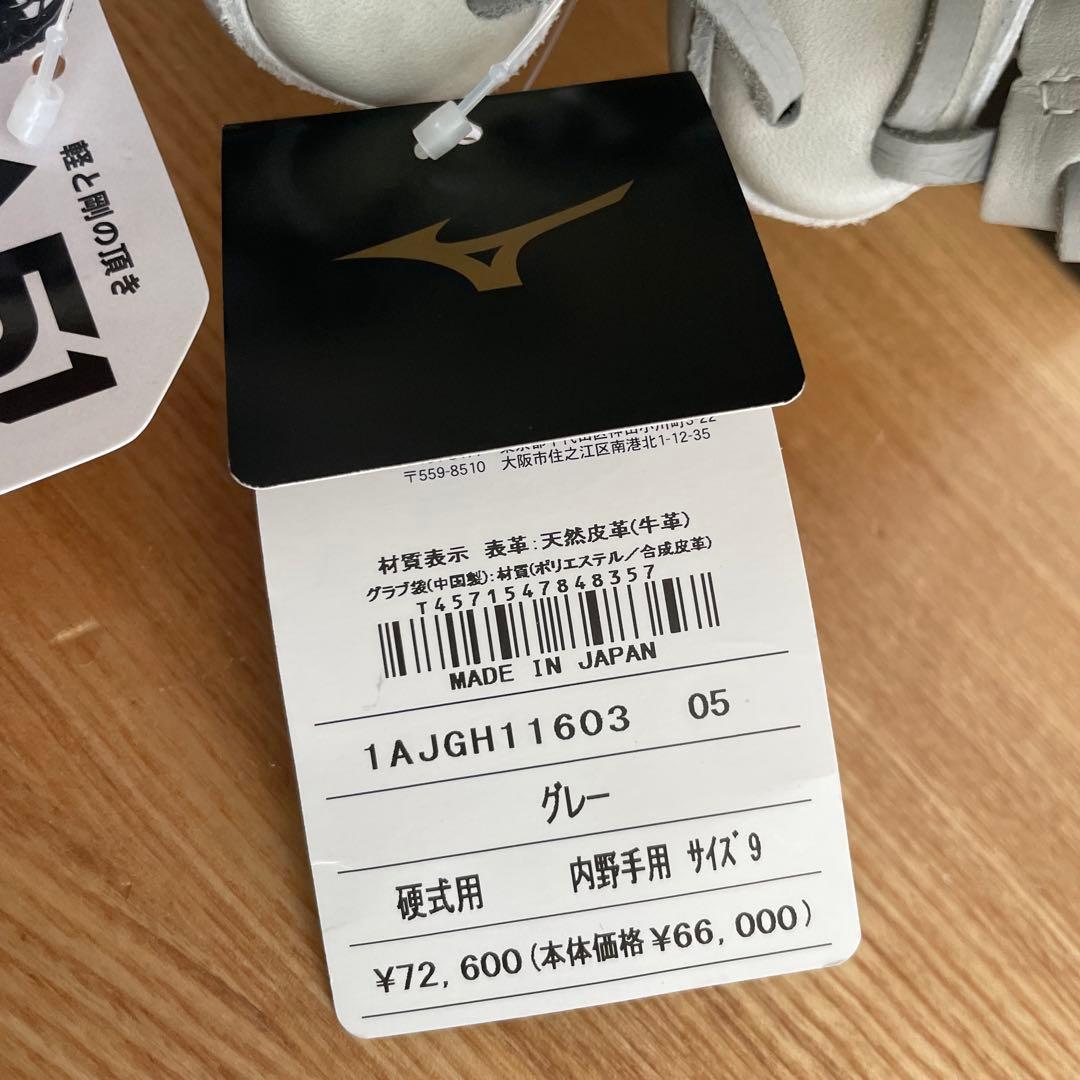 軽と剛の頂き
51
〒559-8510 大阪市住之江区南港北1-12-35
材質表示 表革:天然皮革(牛革)
グラブ袋(中国製):材質(ポリエステル/合成皮革)
T4571547848357
MADE IN JAPAN
1AJGH11603 05
グレー
硬式用 内野手用 サイズ9
¥72,600(本体価格¥66,000)